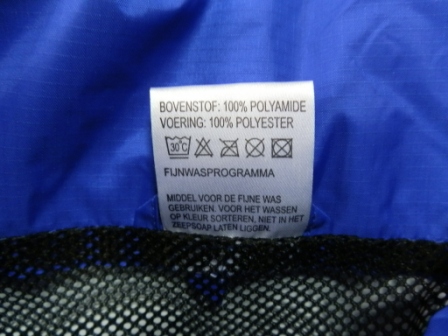 BOVENSTOF: 100% POLYAMIDE
VOERING: 100% POLYESTER
30°C
FIJNWASPROGRAMMA
MIDDEL VOOR DE FIJNE WAS
GEBRUIKEN. VOOR HET WASSEN
OP KLEUR SORTEREN. NIET IN HET
ZEEPSOP LATEN LIGGEN.